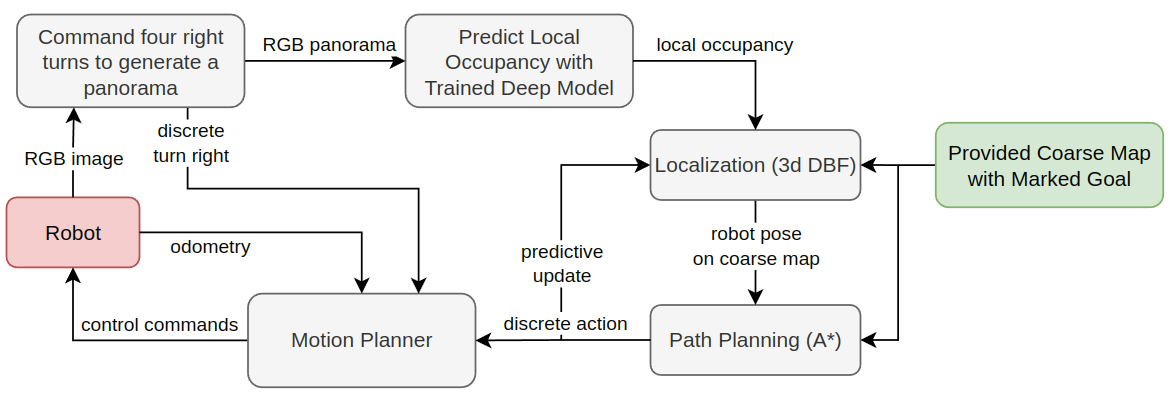 Command four right
turns to generate a
panorama
RGB panorama
Predict Local
Occupancy with
Trained Deep Model
local occupancy
discrete
turn right
RGB image
Localization (3d DBF)
Provided Coarse Map
with Marked Goal
Robot
odometry
robot pose
on coarse map
predictive
update
control commands
Motion Planner
discrete action
Path Planning (A*)